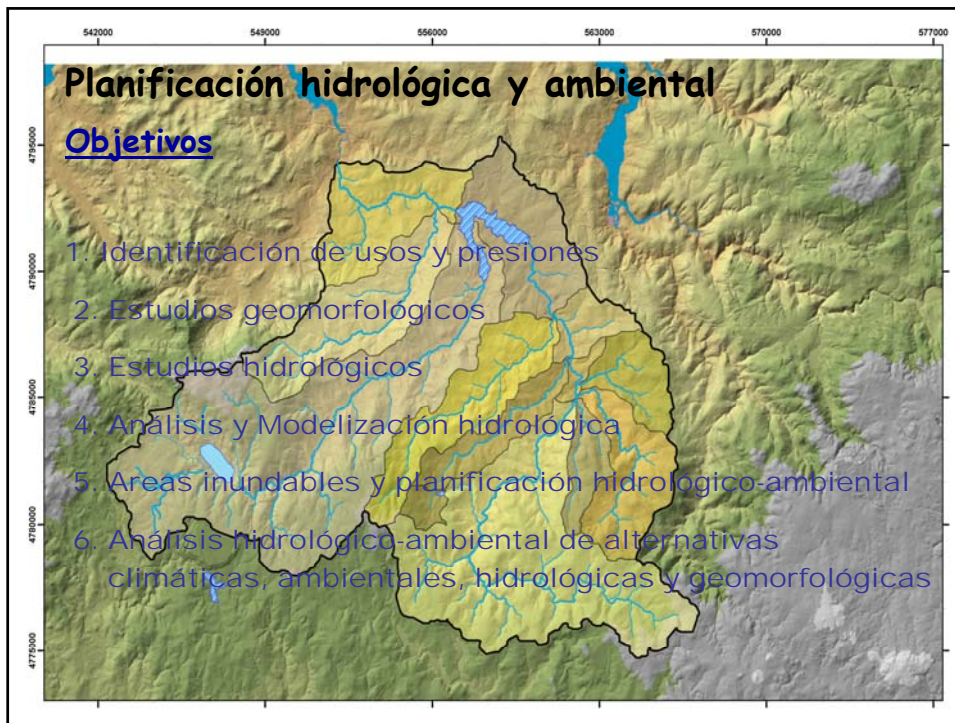 542000 549000 556000 563000 570000 577000
Planificación hidrológica y ambiental
Objetivos
1. Identificación de usos y presiones
2. Estudios geomorfológicos
3. Estudios hidrológicos
4. Análisis y Modelización hidrológica
5. Areas inundables y planificación hidrológico-ambiental
6. Análisis hidrológico-ambiental de alternativas
climáticas, ambientales, hidrológicas y geomorfológicas
4795000
4790000
4785000
4780000
4775000